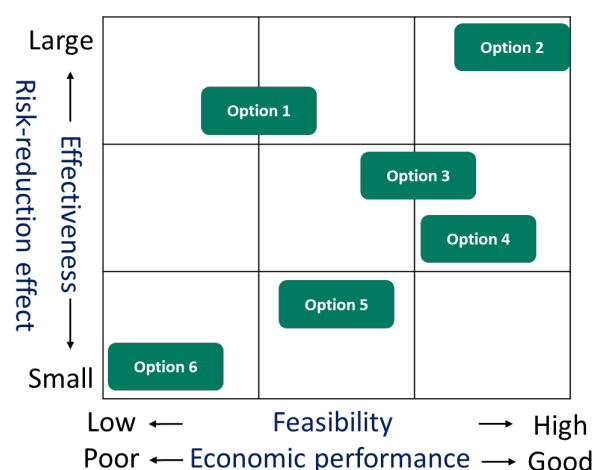 Large
Option 2
Option 1
Risk-reduction effect
Effectiveness
Option 3
Option 4
Option 5
Option 6
Small
Low Feasibility High
Poor Economic performance Good